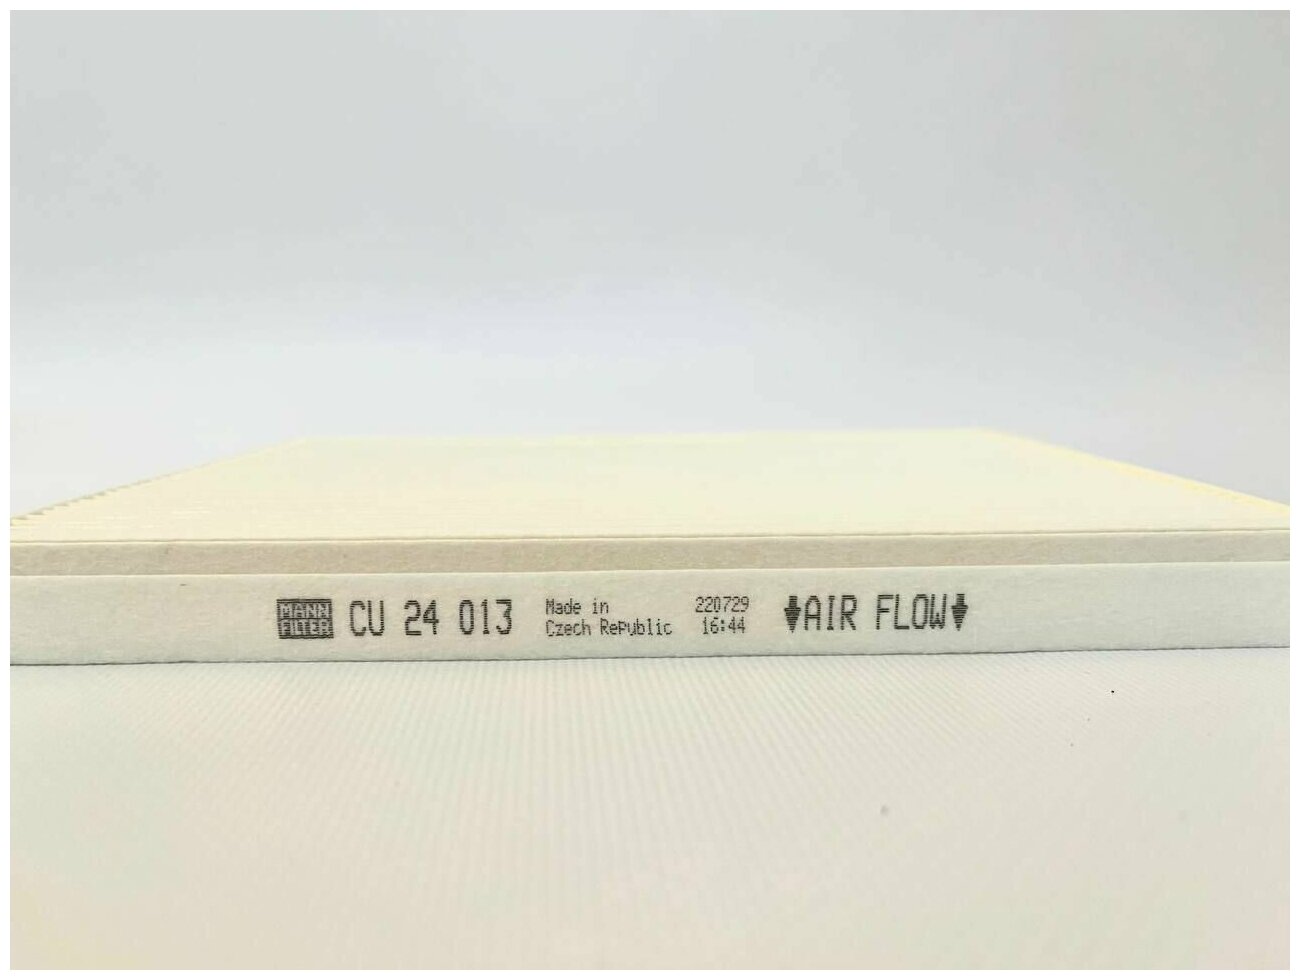 MANN
FILTER
CU 24 013
Made in
Czech Republic
220729
16:44
AIR FLOW